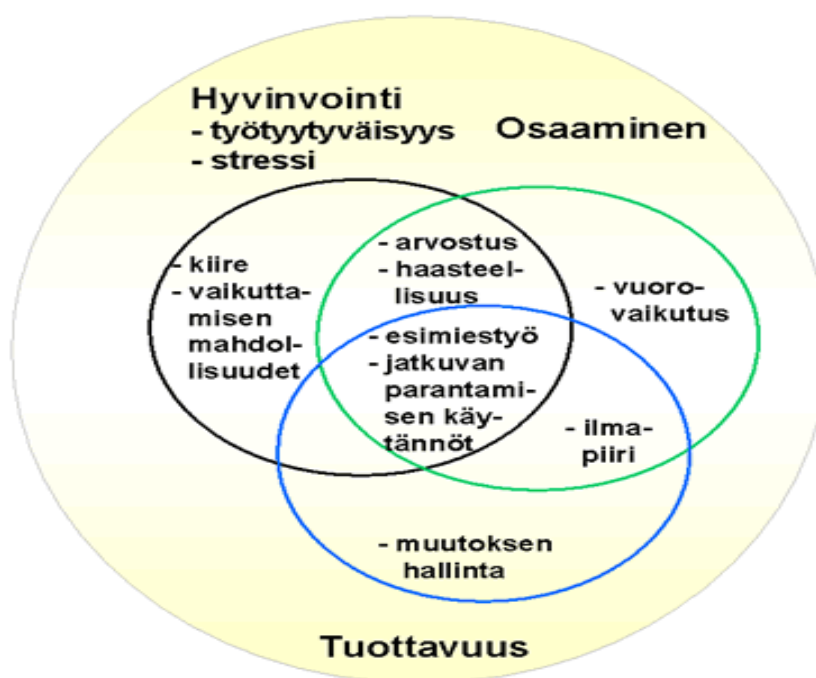 Hyvinvointi
- työtyytyväisyys
- stressi
Osaaminen
- kiire
- vaikutta-
misen
mahdol-
lisuudet
- arvostus
- haasteel-
lisuus
- esimiestyö
- jatkuvan
parantami-
sen käy-
tännöt
- vuoro-
vaikutus
- ilma-
piiri
- muutoksen
hallinta
Tuottavuus